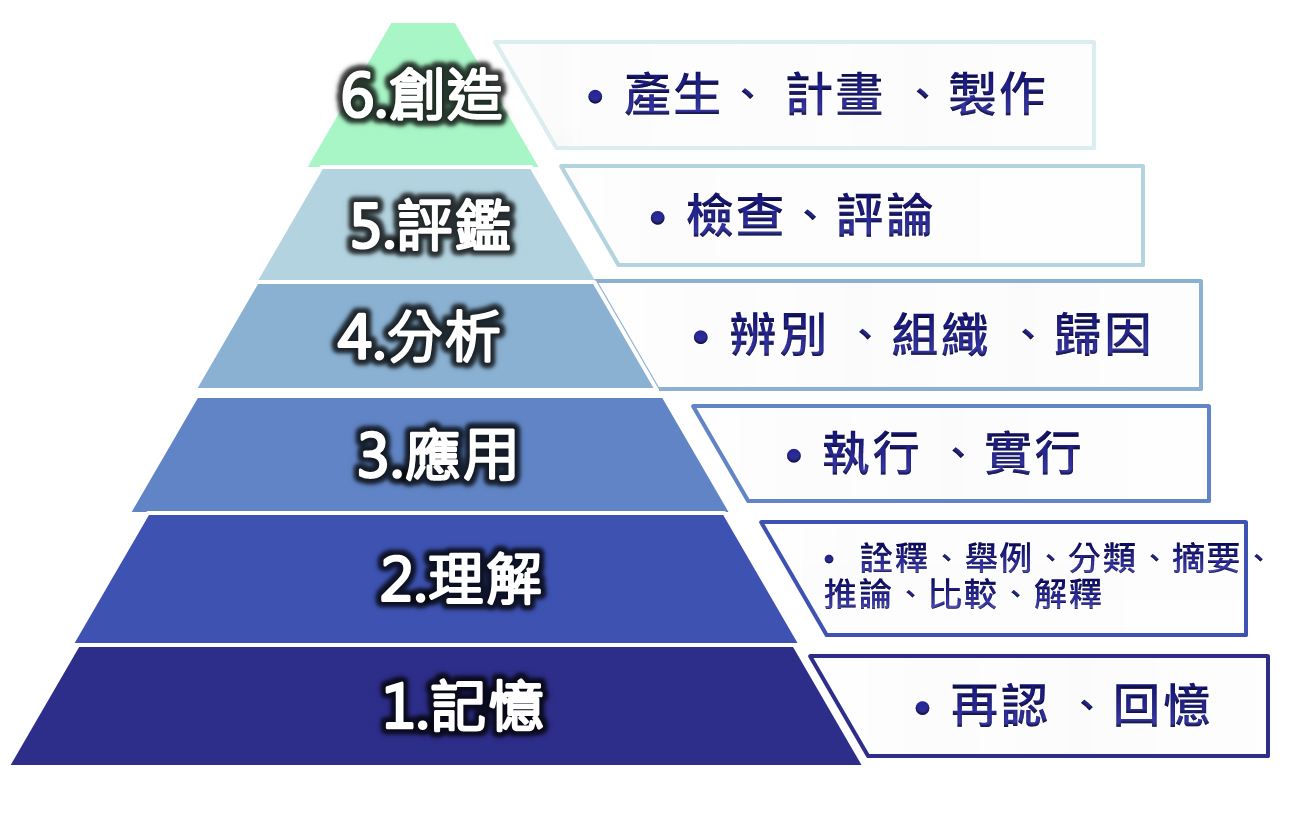 6.創造
• 產生、 計畫 、製作
5.評鑑
• 檢查、評論
4.分析
• 辨別 、組織 、歸因
3.應用
• 執行 、實行
2.理解
• 詮釋、舉例、分類、摘要、
推論、比較、解釋
1.記憶
• 再認 、回憶